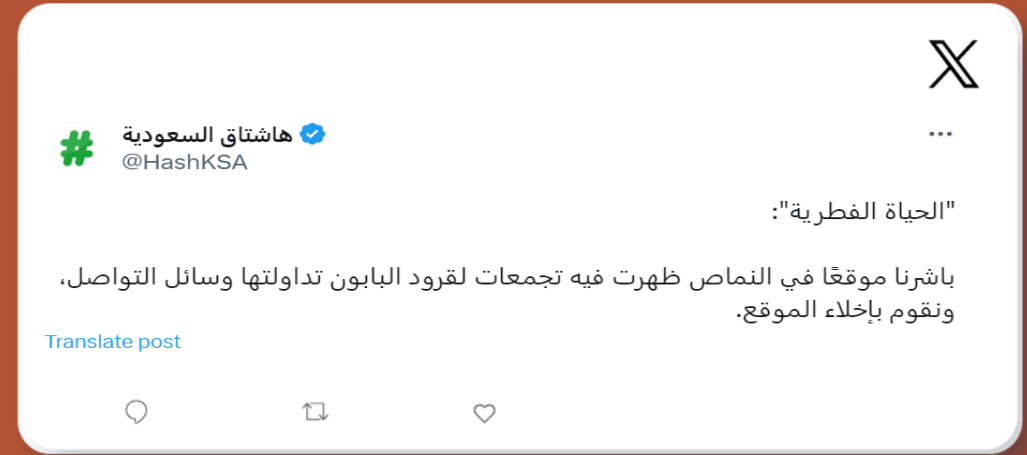 هاشتاق السعودية
@HashKSA
"الحياة الفطرية":
باشرنا موقعًا في النماص ظهرت فيه تجمعات لقرود البابون تداولتها وسائل التواصل،
ونقوم بإخلاء الموقع.
Translate post